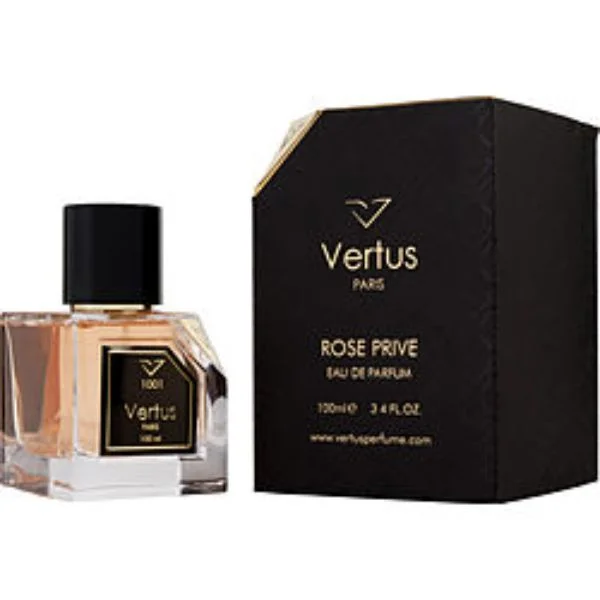 1001
Vertus
PARIS
100 ml
Vertus
PARIS
ROSE PRIVE
EAU DE PARFUM
100ml℮ 3.4 FL.OZ.
www.vertusperfume.com